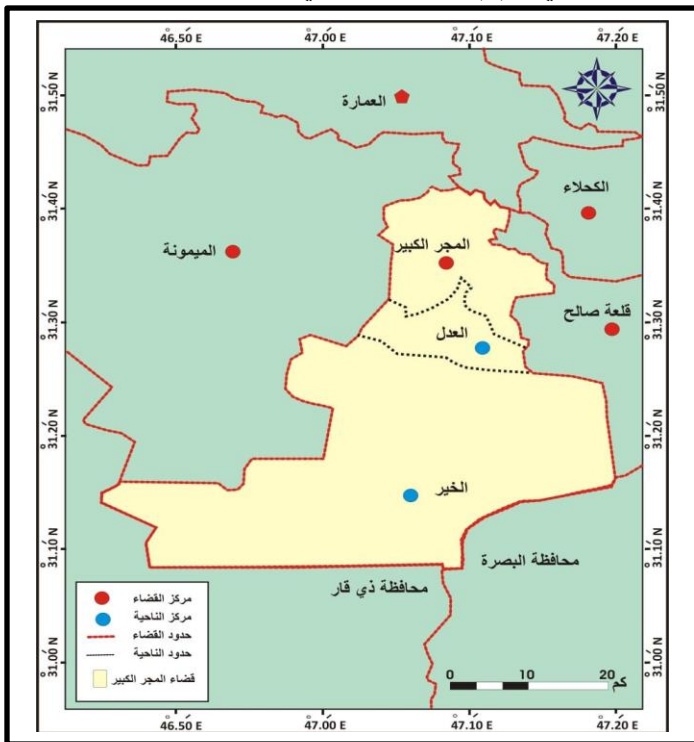 46.50 E 47.00 E 47.10 E 47.20 E
31.50 N
العمارة
31.50 N
الكحلاء
31.40 N
31.40 N
المجر الكبير
الميمونة
قلعة صالح
31.30 N
31.30 N
العدل
31.20 N
31.20 N
الخير
31.10 N
31.10 N
محافظة البصرة
محافظة ذي قار
مركز القضاء
مركز الناحية
حدود القضاء
حدود الناحية
قضاء المجر الكبير
31.00 N
31.00 N
0 10 20 كم
46.50 E 47.00 E 47.10 E 47.20 E